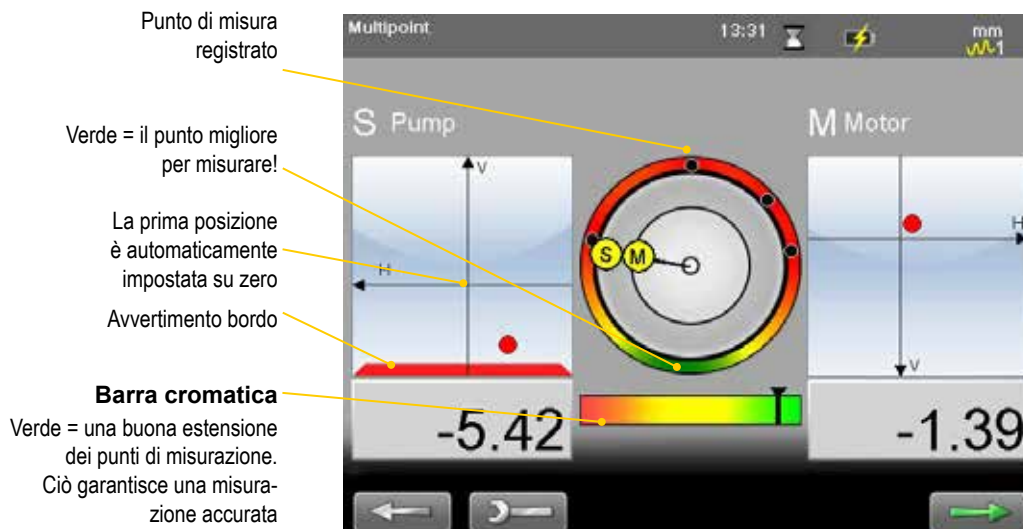 Punto di misura
registrato
Verde = il punto migliore
per misurare!
La prima posizione
è automaticamente
impostata su zero
Avvertimento bordo
Barra cromatica
Verde = una buona estensione
dei punti di misurazione.
Ciò garantisce una misura-
zione accurata
Multipoint
13:31
mm
1
S Pump
M Motor
V
H
S
M
H
V
-5.42
-1.39